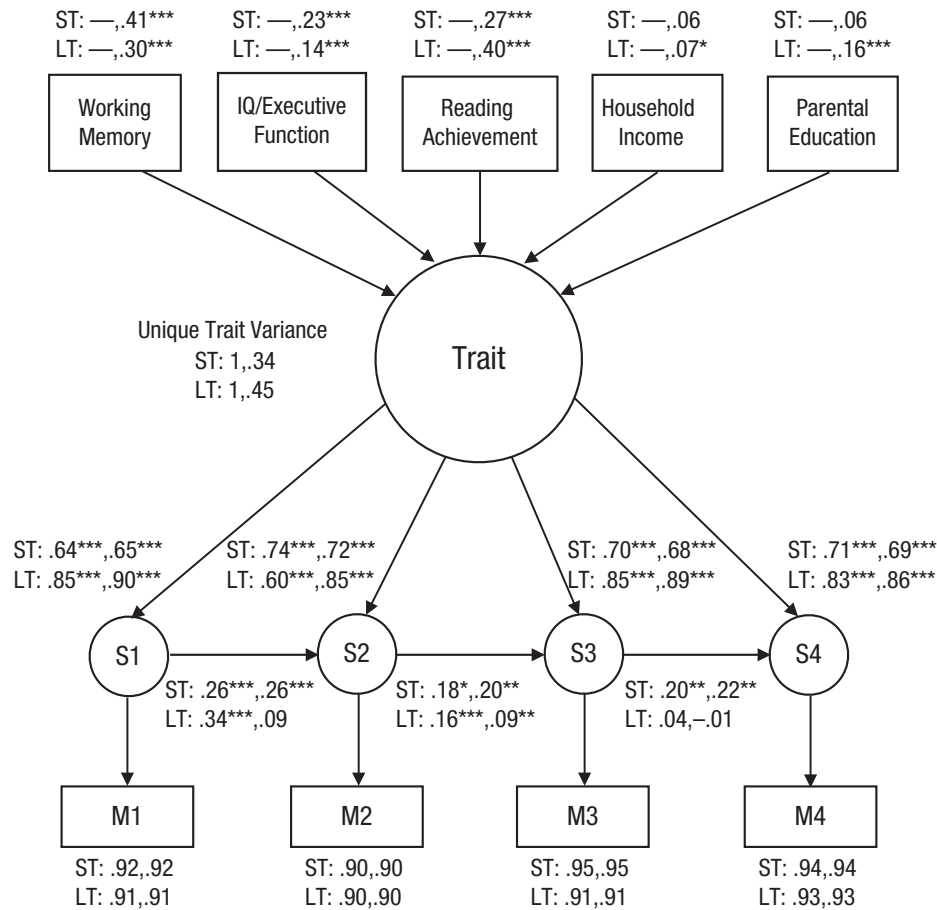 ST: —,.41***
LT: —,.30***
ST: —,.23***
LT: —,.14***
ST: —,.27***
LT: —,.40***
ST: —,.06
LT: —,.07*
ST: —,.06
LT: —,.16***
Working
Memory
IQ/Executive
Function
Reading
Achievement
Household
Income
Parental
Education
Unique Trait Variance
ST: 1,.34
LT: 1,.45
Trait
ST: .64***,.65***
LT: .85***,.90***
ST: .74***,.72***
LT: .60***,.85***
ST: .70***,.68***
LT: .85***,.89***
ST: .71***,.69***
LT: .83***,.86***
S1
S2
S3
S4
ST: .26***,.26***
LT: .34***,.09
ST: .18*,.20**
LT: .16***,.09**
ST: .20**,.22**
LT: .04,–.01
M1
M2
M3
M4
ST: .92,.92
LT: .91,.91
ST: .90,.90
LT: .90,.90
ST: .95,.95
LT: .91,.91
ST: .94,.94
LT: .93,.93